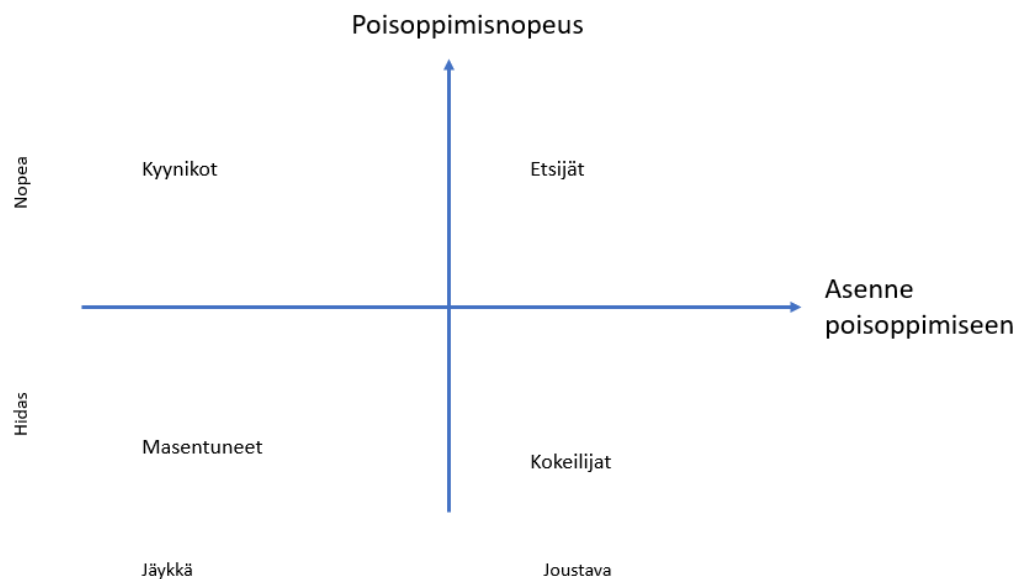 Poisoppimisnopeus
Nopea
Kyynikot
Etsijät
Asenne
poisoppimiseen
Hidas
Masentuneet
Kokeilijat
Jäykkä
Joustava